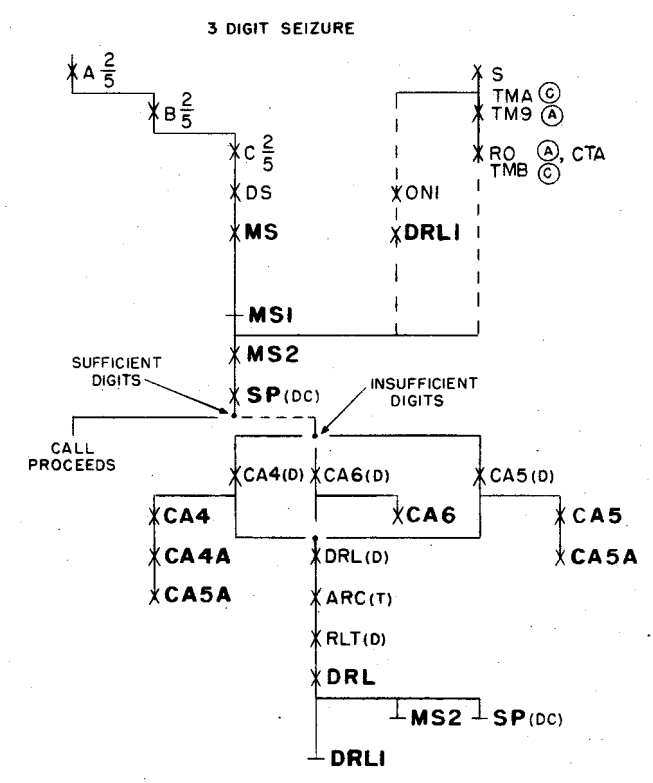 3 DIGIT SEIZURE
A 2/5
S
TMA Ⓒ
B 2/5
TM9 Ⓐ
C 2/5
RO Ⓐ, CTA
TMB Ⓒ
DS
ON1
MS
DRL1
MS1
MS2
SUFFICIENT
DIGITS
SP(DC)
INSUFFICIENT
DIGITS
CALL
PROCEEDS
CA4(D)
CA6(D)
CA5(D)
CA4
CA6
CA5
CA4A
DRL(D)
CA5A
CA5A
ARC(T)
RLT(D)
DRL
MS2
SP(DC)
DRL1